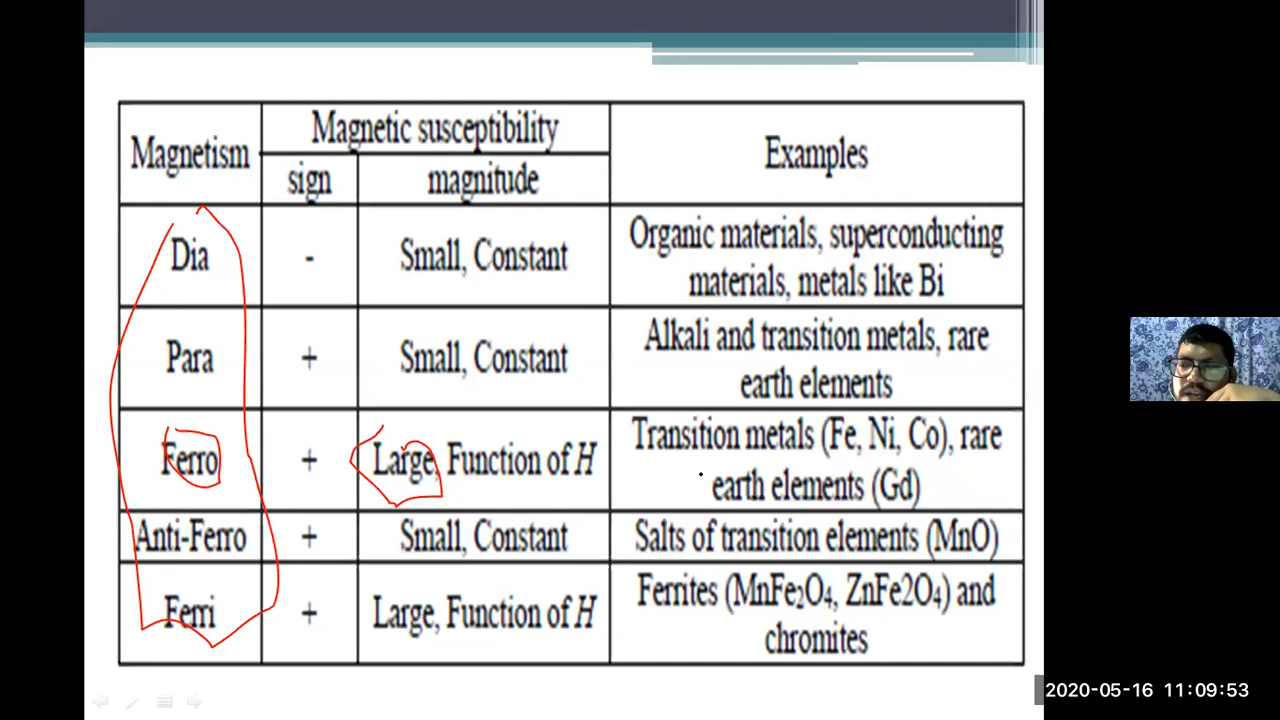 Magnetism
Magnetic susceptibility
sign
magnitude
Examples
Dia
-
Small, Constant
Organic materials, superconducting
materials, metals like Bi
Para
+
Small, Constant
Alkali and transition metals, rare
earth elements
Ferro
+
Large, Function of H
Transition metals (Fe, Ni, Co), rare
earth elements (Gd)
Anti-Ferro
+
Small, Constant
Salts of transition elements (MnO)
Ferri
+
Large, Function of H
Ferrites (MnFe₂O₄, ZnFe2O₄) and
chromites
2020-05-16 11:09:53